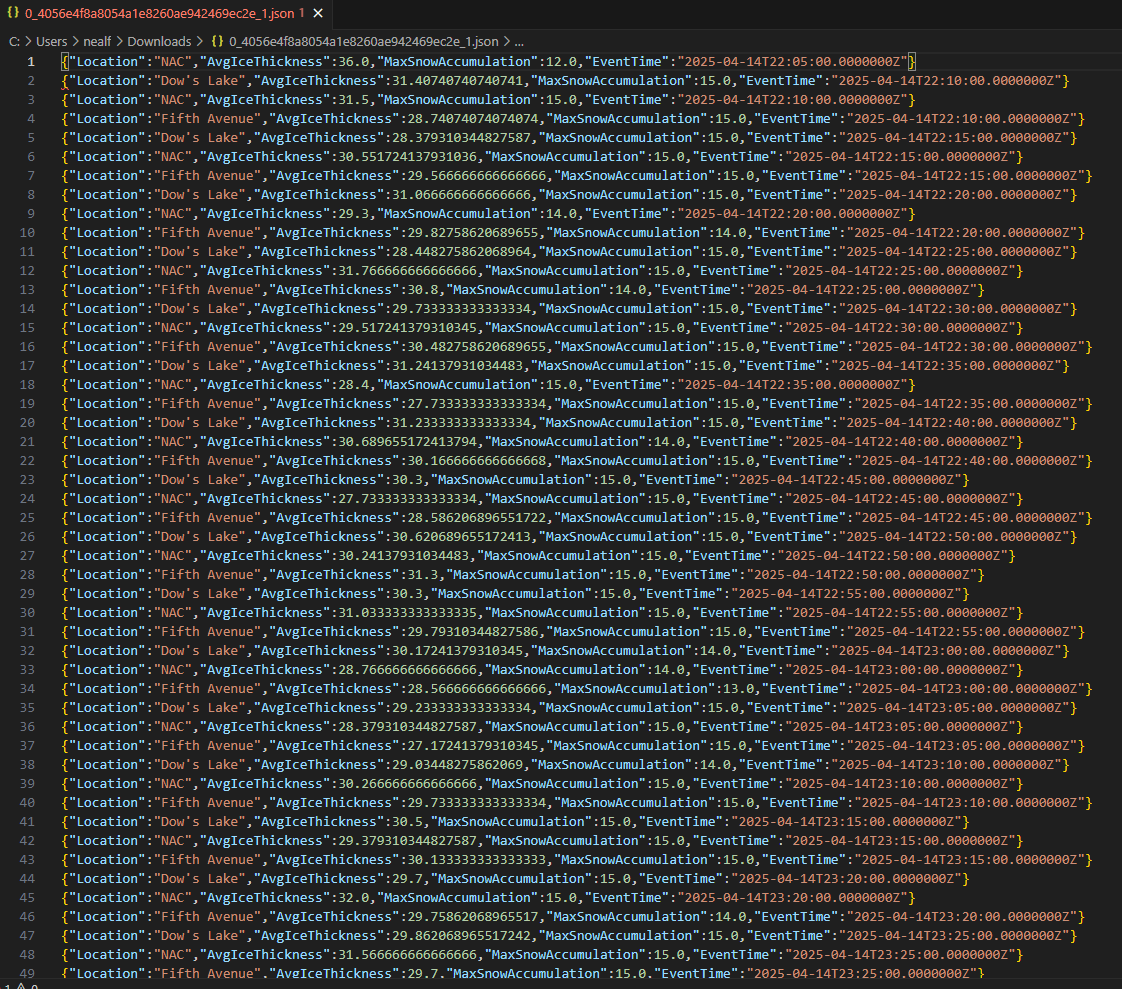 {} 0_4056e4f8a8054a1e8260ae942469ec2e_1.json 1 ×
C: > Users > nealf > Downloads > {} 0_4056e4f8a8054a1e8260ae942469ec2e_1.json > ...
1 {"Location":"NAC","AvgIceThickness":36.0,"MaxSnowAccumulation":12.0,"EventTime":"2025-04-14T22:05:00.0000000Z"}
2 {"Location":"Dow's Lake","AvgIceThickness":31.40740740740741,"MaxSnowAccumulation":15.0,"EventTime":"2025-04-14T22:10:00.0000000Z"}
3 {"Location":"NAC","AvgIceThickness":31.5,"MaxSnowAccumulation":15.0,"EventTime":"2025-04-14T22:10:00.0000000Z"}
4 {"Location":"Fifth Avenue","AvgIceThickness":28.74074074074074,"MaxSnowAccumulation":15.0,"EventTime":"2025-04-14T22:10:00.0000000Z"}
5 {"Location":"Dow's Lake","AvgIceThickness":28.379310344827587,"MaxSnowAccumulation":15.0,"EventTime":"2025-04-14T22:15:00.0000000Z"}
6 {"Location":"NAC","AvgIceThickness":30.551724137931036,"MaxSnowAccumulation":15.0,"EventTime":"2025-04-14T22:15:00.0000000Z"}
7 {"Location":"Fifth Avenue","AvgIceThickness":29.566666666666666,"MaxSnowAccumulation":15.0,"EventTime":"2025-04-14T22:15:00.0000000Z"}
8 {"Location":"Dow's Lake","AvgIceThickness":31.066666666666666,"MaxSnowAccumulation":15.0,"EventTime":"2025-04-14T22:20:00.0000000Z"}
9 {"Location":"NAC","AvgIceThickness":29.3,"MaxSnowAccumulation":14.0,"EventTime":"2025-04-14T22:20:00.0000000Z"}
10 {"Location":"Fifth Avenue","AvgIceThickness":29.82758620689655,"MaxSnowAccumulation":14.0,"EventTime":"2025-04-14T22:20:00.0000000Z"}
11 {"Location":"Dow's Lake","AvgIceThickness":28.448275862068964,"MaxSnowAccumulation":15.0,"EventTime":"2025-04-14T22:25:00.0000000Z"}
12 {"Location":"NAC","AvgIceThickness":31.766666666666666,"MaxSnowAccumulation":15.0,"EventTime":"2025-04-14T22:25:00.0000000Z"}
13 {"Location":"Fifth Avenue","AvgIceThickness":30.8,"MaxSnowAccumulation":14.0,"EventTime":"2025-04-14T22:25:00.0000000Z"}
14 {"Location":"Dow's Lake","AvgIceThickness":29.733333333333334,"MaxSnowAccumulation":15.0,"EventTime":"2025-04-14T22:30:00.0000000Z"}
15 {"Location":"NAC","AvgIceThickness":29.517241379310345,"MaxSnowAccumulation":15.0,"EventTime":"2025-04-14T22:30:00.0000000Z"}
16 {"Location":"Fifth Avenue","AvgIceThickness":30.482758620689655,"MaxSnowAccumulation":15.0,"EventTime":"2025-04-14T22:30:00.0000000Z"}
17 {"Location":"Dow's Lake","AvgIceThickness":31.24137931034483,"MaxSnowAccumulation":15.0,"EventTime":"2025-04-14T22:35:00.0000000Z"}
18 {"Location":"NAC","AvgIceThickness":28.4,"MaxSnowAccumulation":15.0,"EventTime":"2025-04-14T22:35:00.0000000Z"}
19 {"Location":"Fifth Avenue","AvgIceThickness":27.733333333333334,"MaxSnowAccumulation":15.0,"EventTime":"2025-04-14T22:35:00.0000000Z"}
20 {"Location":"Dow's Lake","AvgIceThickness":31.233333333333334,"MaxSnowAccumulation":15.0,"EventTime":"2025-04-14T22:40:00.0000000Z"}
21 {"Location":"NAC","AvgIceThickness":30.689655172413794,"MaxSnowAccumulation":14.0,"EventTime":"2025-04-14T22:40:00.0000000Z"}
22 {"Location":"Fifth Avenue","AvgIceThickness":30.166666666666668,"MaxSnowAccumulation":15.0,"EventTime":"2025-04-14T22:40:00.0000000Z"}
23 {"Location":"Dow's Lake","AvgIceThickness":30.3,"MaxSnowAccumulation":15.0,"EventTime":"2025-04-14T22:45:00.0000000Z"}
24 {"Location":"NAC","AvgIceThickness":27.733333333333334,"MaxSnowAccumulation":15.0,"EventTime":"2025-04-14T22:45:00.0000000Z"}
25 {"Location":"Fifth Avenue","AvgIceThickness":28.586206896551722,"MaxSnowAccumulation":15.0,"EventTime":"2025-04-14T22:45:00.0000000Z"}
26 {"Location":"Dow's Lake","AvgIceThickness":30.620689655172413,"MaxSnowAccumulation":15.0,"EventTime":"2025-04-14T22:50:00.0000000Z"}
27 {"Location":"NAC","AvgIceThickness":30.24137931034483,"MaxSnowAccumulation":15.0,"EventTime":"2025-04-14T22:50:00.0000000Z"}
28 {"Location":"Fifth Avenue","AvgIceThickness":31.3,"MaxSnowAccumulation":15.0,"EventTime":"2025-04-14T22:50:00.0000000Z"}
29 {"Location":"Dow's Lake","AvgIceThickness":30.3,"MaxSnowAccumulation":15.0,"EventTime":"2025-04-14T22:55:00.0000000Z"}
30 {"Location":"NAC","AvgIceThickness":31.033333333333335,"MaxSnowAccumulation":15.0,"EventTime":"2025-04-14T22:55:00.0000000Z"}
31 {"Location":"Fifth Avenue","AvgIceThickness":29.79310344827586,"MaxSnowAccumulation":15.0,"EventTime":"2025-04-14T22:55:00.0000000Z"}
32 {"Location":"Dow's Lake","AvgIceThickness":30.17241379310345,"MaxSnowAccumulation":14.0,"EventTime":"2025-04-14T23:00:00.0000000Z"}
33 {"Location":"NAC","AvgIceThickness":28.766666666666666,"MaxSnowAccumulation":14.0,"EventTime":"2025-04-14T23:00:00.0000000Z"}
34 {"Location":"Fifth Avenue","AvgIceThickness":28.566666666666666,"MaxSnowAccumulation":13.0,"EventTime":"2025-04-14T23:00:00.0000000Z"}
35 {"Location":"Dow's Lake","AvgIceThickness":29.233333333333334,"MaxSnowAccumulation":15.0,"EventTime":"2025-04-14T23:05:00.0000000Z"}
36 {"Location":"NAC","AvgIceThickness":28.379310344827587,"MaxSnowAccumulation":15.0,"EventTime":"2025-04-14T23:05:00.0000000Z"}
37 {"Location":"Fifth Avenue","AvgIceThickness":27.17241379310345,"MaxSnowAccumulation":15.0,"EventTime":"2025-04-14T23:05:00.0000000Z"}
38 {"Location":"Dow's Lake","AvgIceThickness":29.03448275862069,"MaxSnowAccumulation":14.0,"EventTime":"2025-04-14T23:10:00.0000000Z"}
39 {"Location":"NAC","AvgIceThickness":30.266666666666666,"MaxSnowAccumulation":15.0,"EventTime":"2025-04-14T23:10:00.0000000Z"}
40 {"Location":"Fifth Avenue","AvgIceThickness":29.733333333333334,"MaxSnowAccumulation":15.0,"EventTime":"2025-04-14T23:10:00.0000000Z"}
41 {"Location":"Dow's Lake","AvgIceThickness":30.5,"MaxSnowAccumulation":15.0,"EventTime":"2025-04-14T23:15:00.0000000Z"}
42 {"Location":"NAC","AvgIceThickness":29.379310344827587,"MaxSnowAccumulation":15.0,"EventTime":"2025-04-14T23:15:00.0000000Z"}
43 {"Location":"Fifth Avenue","AvgIceThickness":30.133333333333333,"MaxSnowAccumulation":15.0,"EventTime":"2025-04-14T23:15:00.0000000Z"}
44 {"Location":"Dow's Lake","AvgIceThickness":29.7,"MaxSnowAccumulation":15.0,"EventTime":"2025-04-14T23:20:00.0000000Z"}
45 {"Location":"NAC","AvgIceThickness":32.0,"MaxSnowAccumulation":15.0,"EventTime":"2025-04-14T23:20:00.0000000Z"}
46 {"Location":"Fifth Avenue","AvgIceThickness":29.75862068965517,"MaxSnowAccumulation":14.0,"EventTime":"2025-04-14T23:20:00.0000000Z"}
47 {"Location":"Dow's Lake","AvgIceThickness":29.862068965517242,"MaxSnowAccumulation":15.0,"EventTime":"2025-04-14T23:25:00.0000000Z"}
48 {"Location":"NAC","AvgIceThickness":31.566666666666666,"MaxSnowAccumulation":15.0,"EventTime":"2025-04-14T23:25:00.0000000Z"}
49 {"Location":"Fifth Avenue","AvgIceThickness":29.7,"MaxSnowAccumulation":15.0,"EventTime":"2025-04-14T23:25:00.0000000Z"}